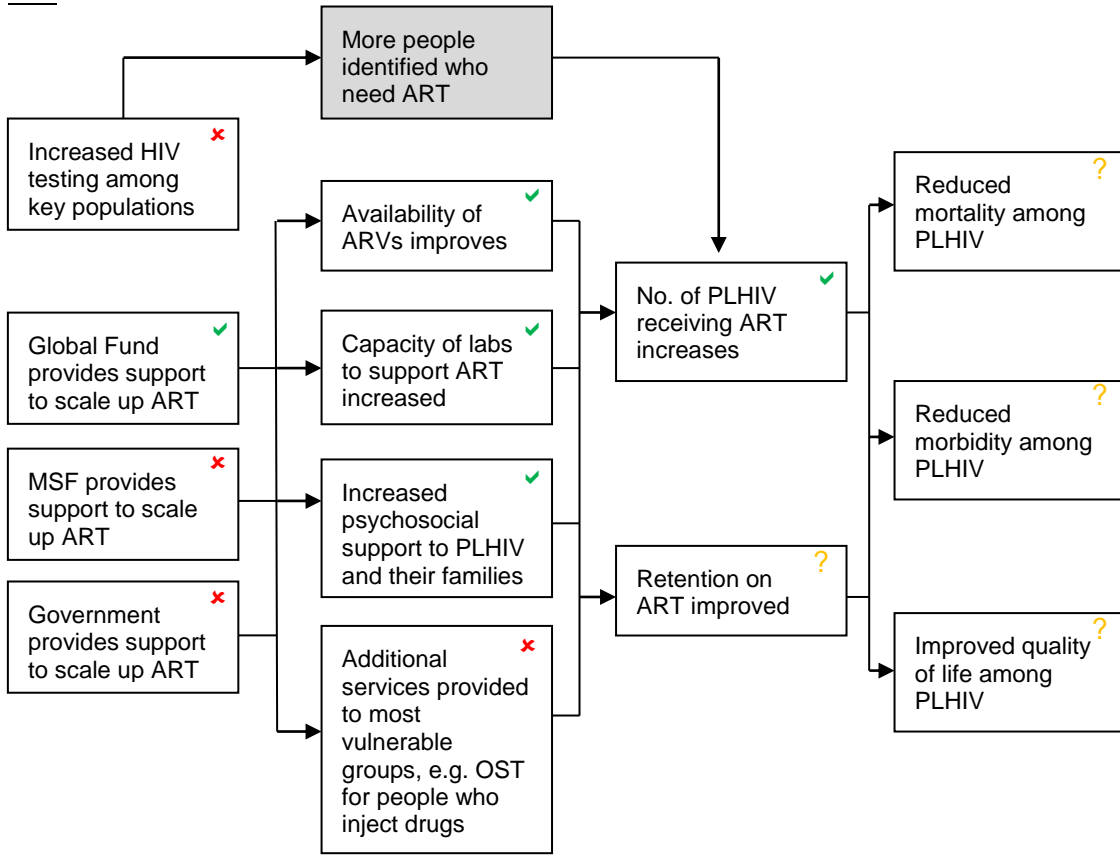 More people
identified who
need ART
Increased HIV
testing among
key populations
Availability of
ARVs improves
Global Fund
provides support
to scale up ART
Capacity of labs
to support ART
increased
MSF provides
support to scale
up ART
Increased
psychosocial
support to PLHIV
and their families
Government
provides support
to scale up ART
Additional
services provided
to most
vulnerable
groups, e.g. OST
for people who
inject drugs
No. of PLHIV
receiving ART
increases
?
Retention on
ART improved
?
Reduced
mortality among
PLHIV
?
Reduced
morbidity among
PLHIV
?
Improved quality
of life among
PLHIV